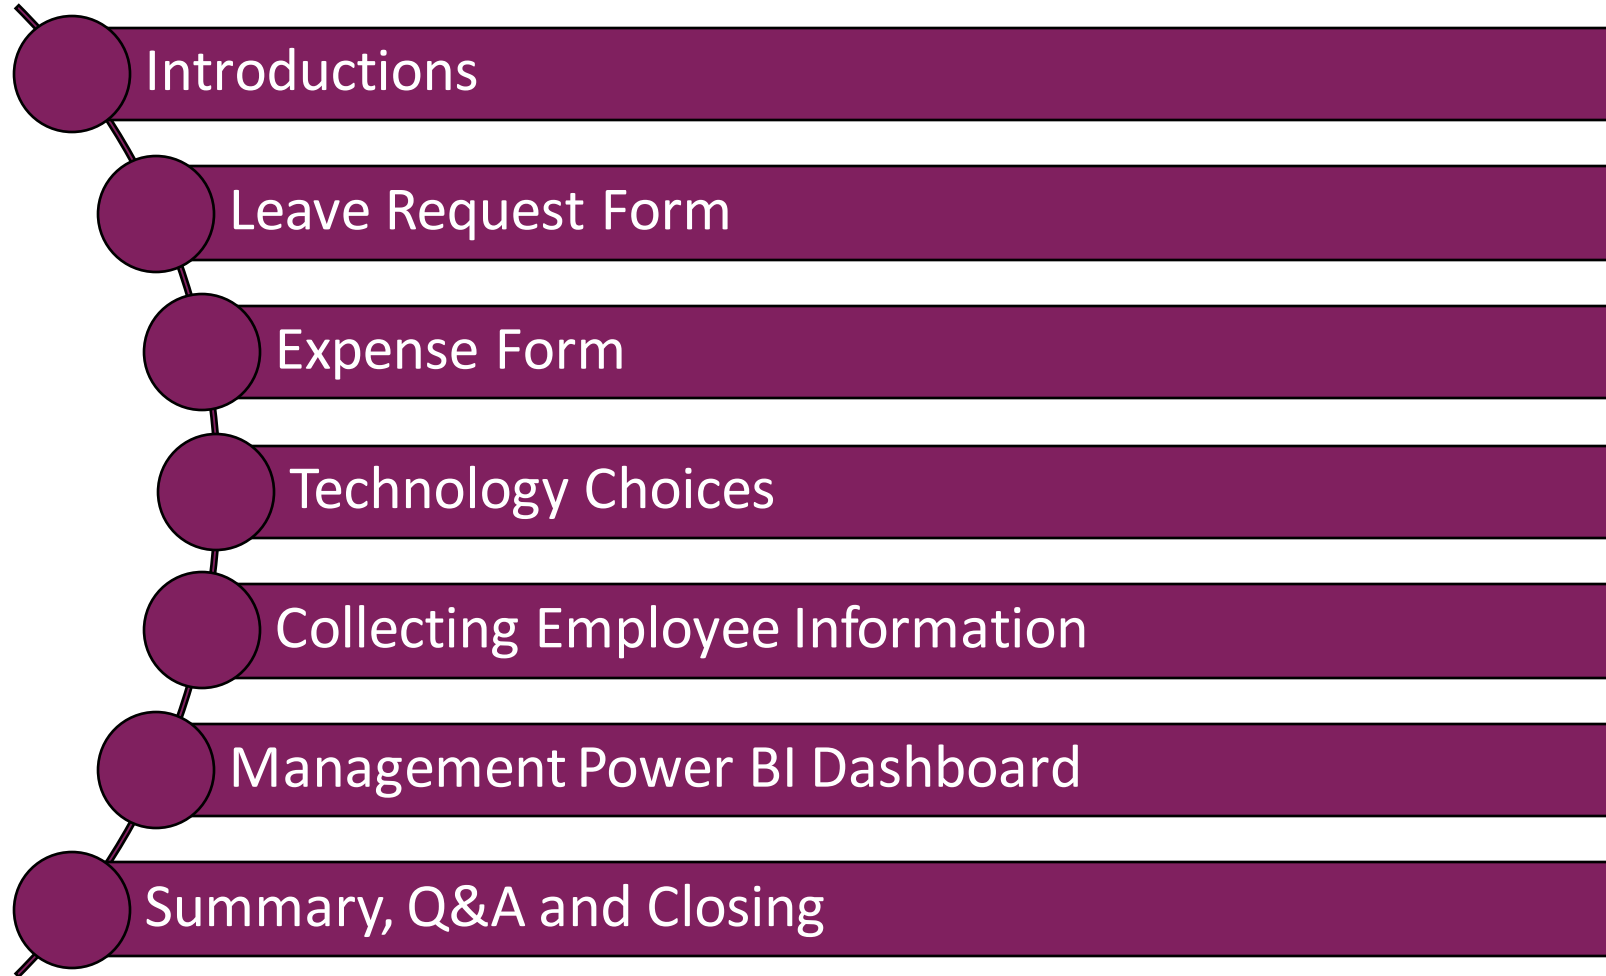 Introductions
Leave Request Form
Expense Form
Technology Choices
Collecting Employee Information
Management Power BI Dashboard
Summary, Q&A and Closing